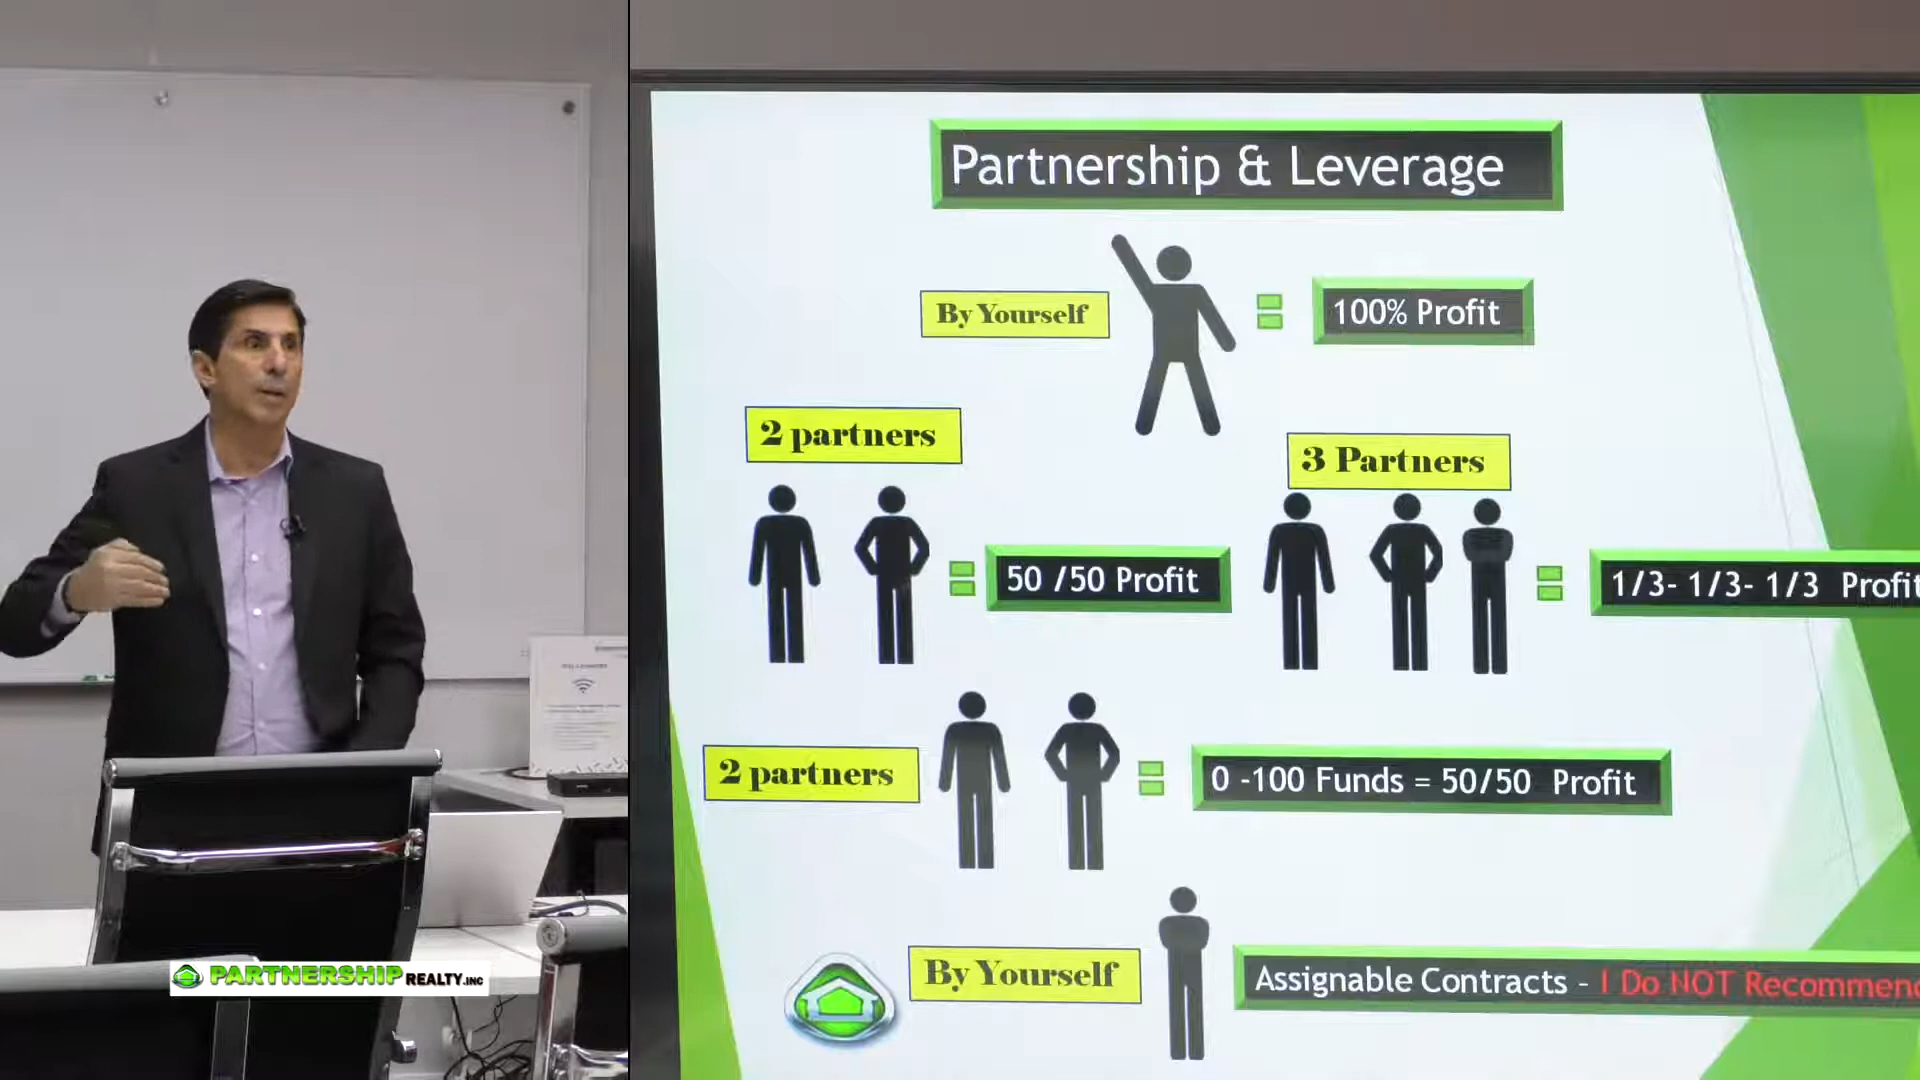 Partnership & Leverage
By Yourself
100% Profit
2 partners
3 Partners
50 /50 Profit
1/3- 1/3- 1/3 Profit
2 partners
0 -100 Funds = 50/50 Profit
By Yourself
Assignable Contracts - I Do NOT Recommend
PARTNERSHIP REALTY.INC